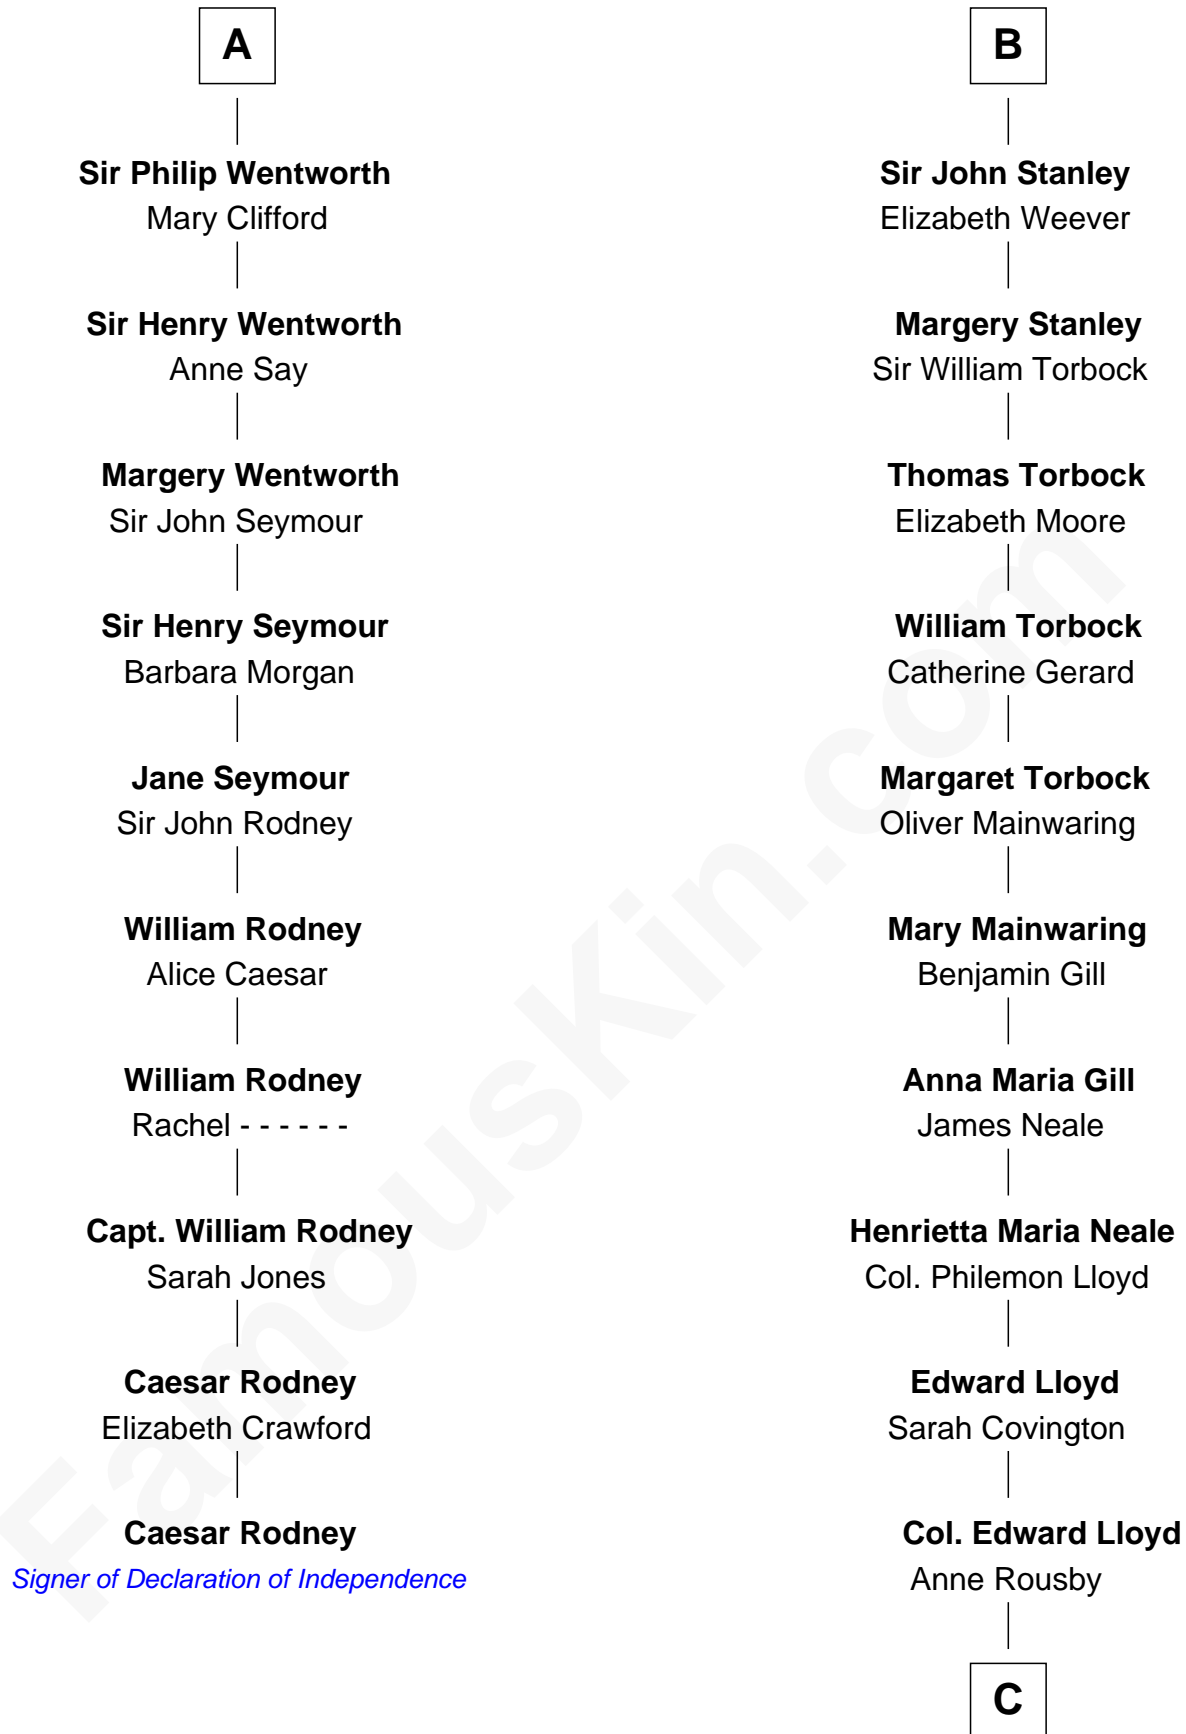 A
Sir Philip Wentworth
Mary Clifford
Sir Henry Wentworth
Anne Say
Margery Wentworth
Sir John Seymour
Sir Henry Seymour
Barbara Morgan
Jane Seymour
Sir John Rodney
William Rodney
Alice Caesar
William Rodney
Rachel - - - - - -
Capt. William Rodney
Sarah Jones
Caesar Rodney
Elizabeth Crawford
Caesar Rodney
Signer of Declaration of Independence
B
Sir John Stanley
Elizabeth Weever
Margery Stanley
Sir William Torbock
Thomas Torbock
Elizabeth Moore
William Torbock
Catherine Gerard
Margaret Torbock
Oliver Mainwaring
Mary Mainwaring
Benjamin Gill
Anna Maria Gill
James Neale
Henrietta Maria Neale
Col. Philemon Lloyd
Edward Lloyd
Sarah Covington
Col. Edward Lloyd
Anne Rousby
C
FamousKin.com